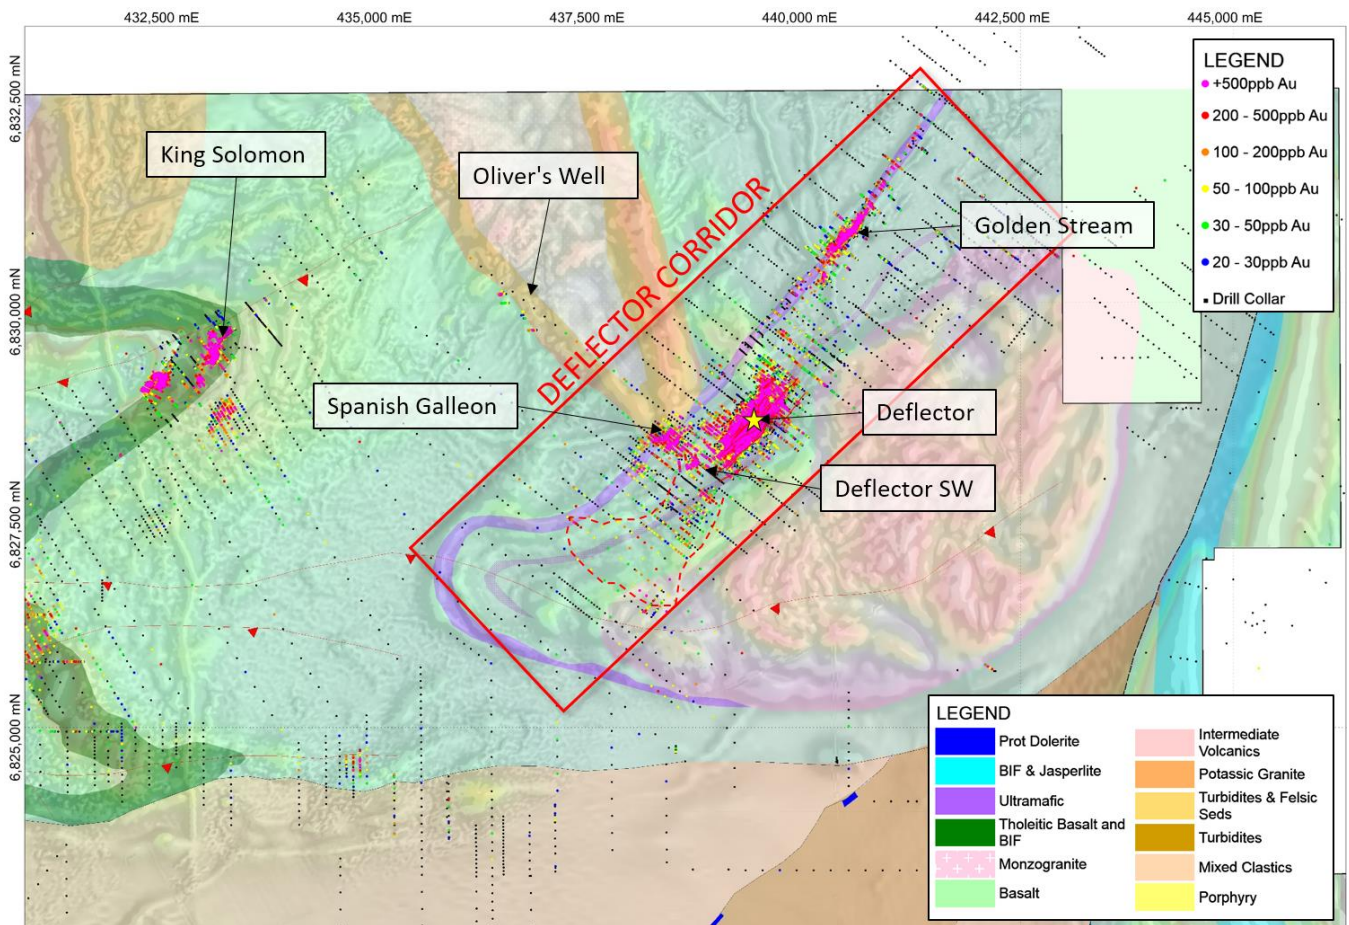 432,500 mE
435,000 mE
437,500 mE
440,000 mE
442,500 mE
445,000 mE
6,832,500 mN
6,830,000 mN
6,827,500 mN
6,825,000 mN
LEGEND
+500ppb Au
200 - 500ppb Au
100 - 200ppb Au
50 - 100ppb Au
30 - 50ppb Au
20 - 30ppb Au
Drill Collar
King Solomon
Oliver's Well
DEFLECTOR CORRIDOR
Golden Stream
Spanish Galleon
Deflector
Deflector SW
LEGEND
Prot Dolerite
BIF & Jasperlite
Ultramafic
Tholeitic Basalt and
BIF
Monzogranite
Basalt
Intermediate
Volcanics
Potassic Granite
Turbidites & Felsic
Seds
Turbidites
Mixed Clastics
Porphyry